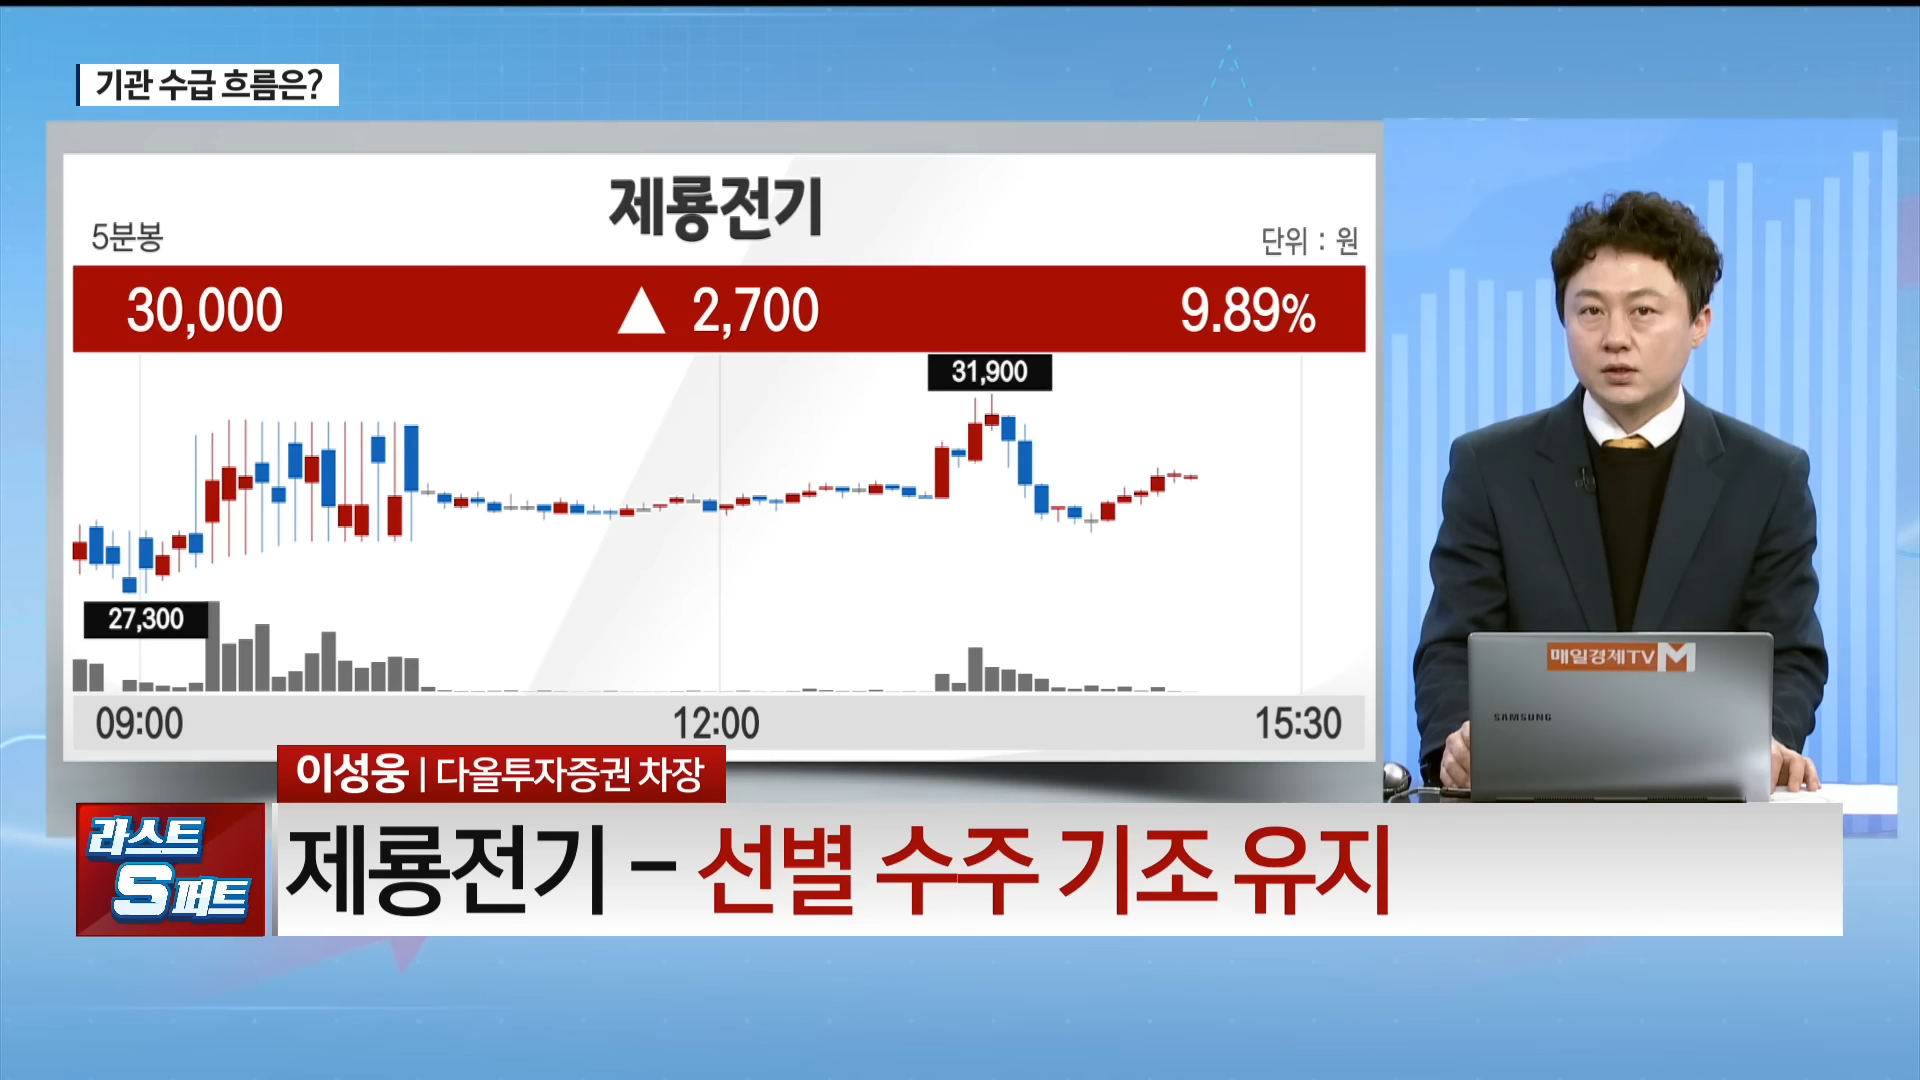 기관 수급 흐름은?
제룡전기
5분봉
단위 : 원
30,000 ▲ 2,700 9.89%
31,900
27,300
09:00 12:00 15:30
매일경제TV M
SAMSUNG
이성웅 | 다올투자증권 차장
라스트
S퍼트
제룡전기 - 선별 수주 기조 유지